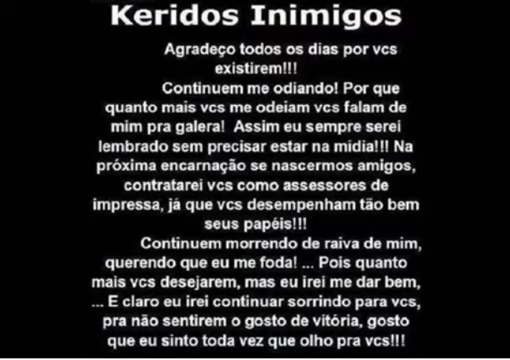 Keridos Inimigos
Agradeço todos os dias por vcs
existirem!!!
Continuem me odiando! Por que
quanto mais vcs me odeiam vcs falam de
mim pra galera! Assim eu sempre serei
lembrado sem precisar estar na mídia!!! Na
próxima encarnação se nascermos amigos,
contratarei vcs como assessores de
impressa, já que vcs desempenham tão bem
seus papéis!!!
Continuem morrendo de raiva de mim,
querendo que eu me foda! ... Pois quanto
mais vcs desejarem, mas eu irei me dar bem,
... E claro eu irei continuar sorrindo para vcs,
pra não sentirem o gosto de vitória, gosto
que eu sinto toda vez que olho pra vcs!!!